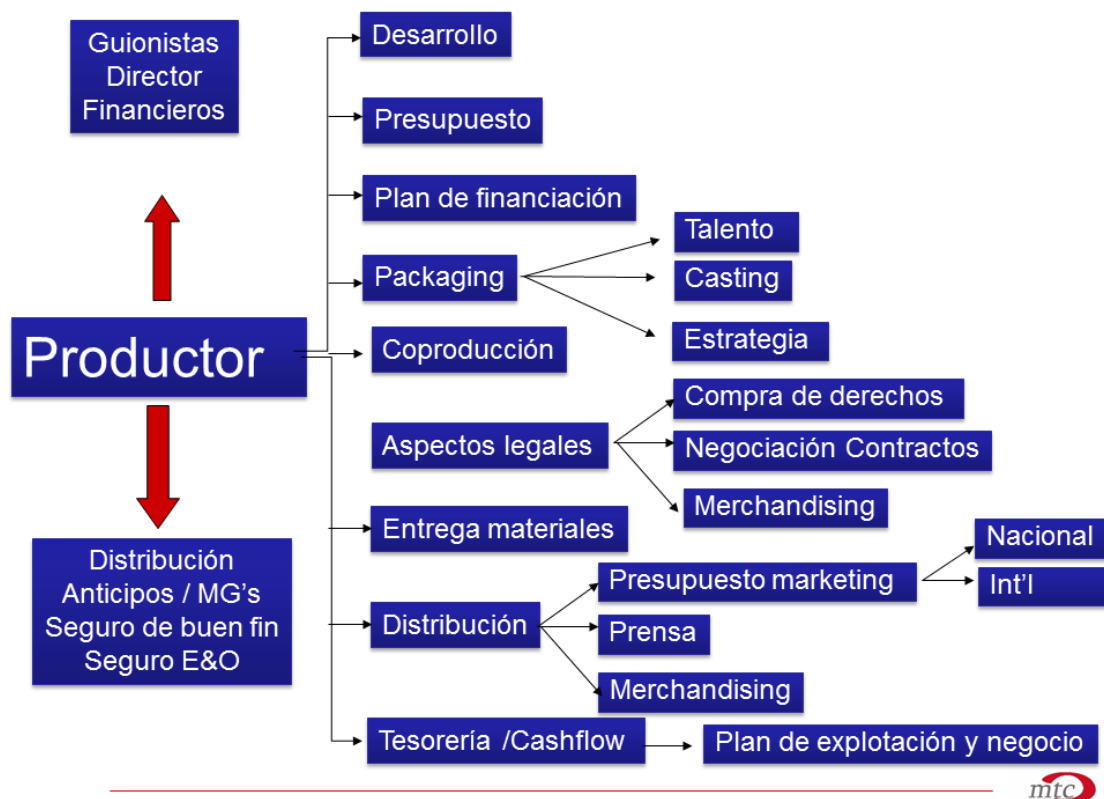 Guionistas
Director
Financieros
Desarrollo
Presupuesto
Plan de financiación
Packaging
Talento
Casting
Estrategia
Productor
Coproducción
Aspectos legales
Compra de derechos
Negociación Contractos
Merchandising
Entrega materiales
Distribución
Anticipos / MG's
Seguro de buen fin
Seguro E&O
Distribución
Presupuesto marketing
Nacional
Int'l
Prensa
Merchandising
Tesorería /Cashflow
Plan de explotación y negocio
mtc